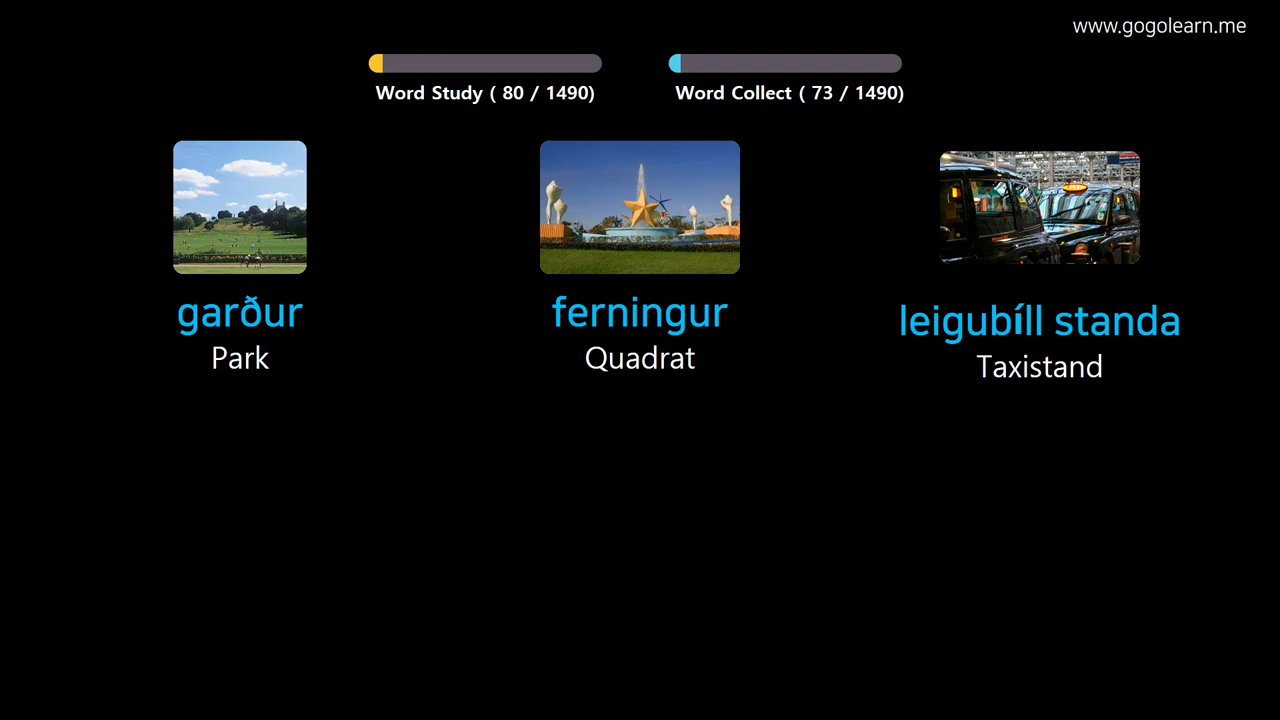 www.gogolearn.me
Word Study ( 80 / 1490)
Word Collect ( 73 / 1490)
garður
Park
ferningur
Quadrat
leigubíll standa
Taxistand